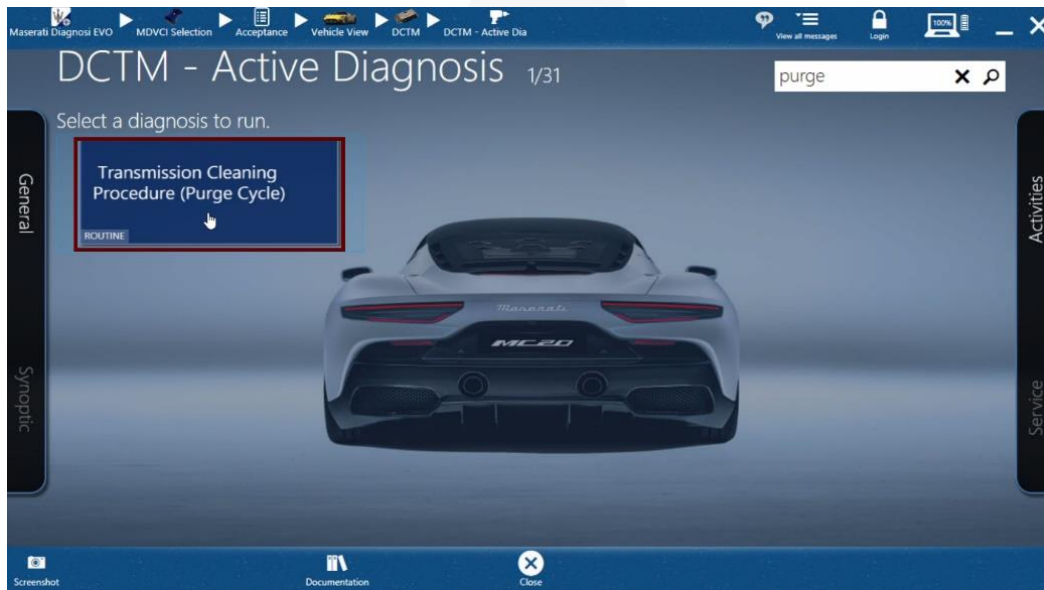 Maserati Diagnosi EVO
MDVCI Selection
Acceptance
Vehicle View
DCTM
DCTM - Active Dia
View all messages
Login
100%
DCTM - Active Diagnosis 1/31
purge
Select a diagnosis to run.
Transmission Cleaning
Procedure (Purge Cycle)
ROUTINE
General
Synoptic
Activities
Service
Maserati
MC20
Screenshot
Documentation
Close